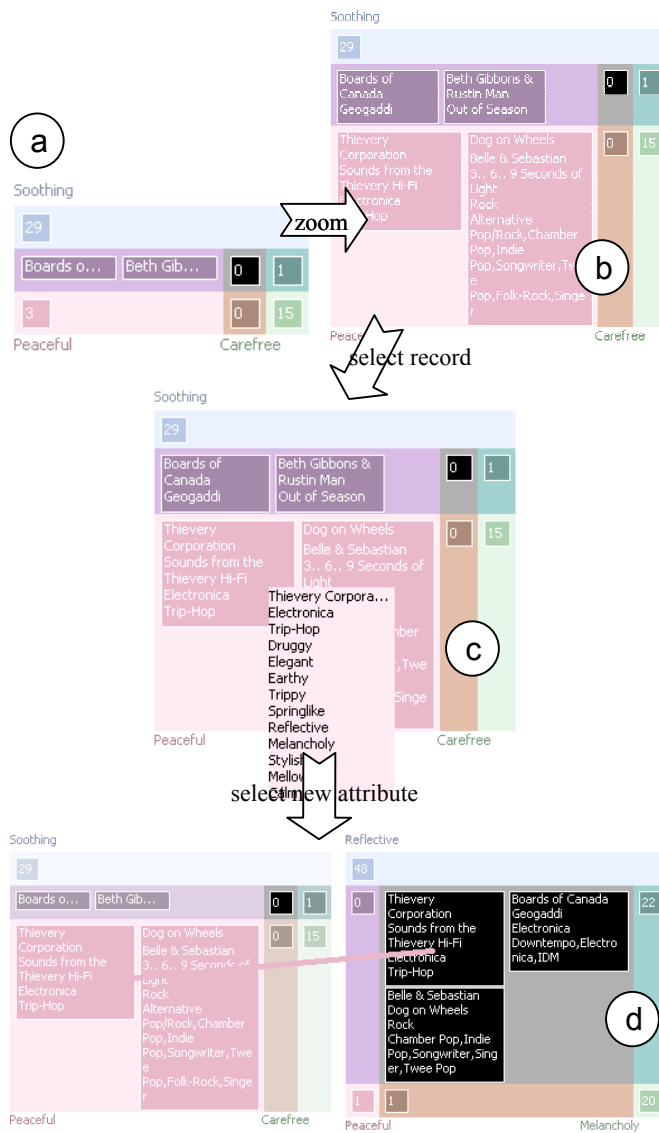 a
Soothing
29
Boards o...
Beth Gib...
0
1
3
0
15
Peaceful
Carefree
zoom
Soothing
29
Boards of
Canada
Geogaddi
Beth Gibbons &
Rustin Man
Out of Season
0
1
Thievery
Corporation
Sounds from the
Thievery Hi-Fi
Electronica
Trip-Hop
Dog on Wheels
Belle & Sebastian
3.. 6.. 9 Seconds of
Light
Rock
Alternative
Pop/Rock,Chamber
Pop,Indie
Pop,Songwriter,Twe
e
Pop,Folk-Rock,Singe
r
0
15
b
Peaceful
Carefree
select record
Soothing
29
Boards of
Canada
Geogaddi
Beth Gibbons &
Rustin Man
Out of Season
0
1
Thievery
Corporation
Sounds from the
Thievery Hi-Fi
Electronica
Trip-Hop
Dog on Wheels
Belle & Sebastian
3.. 6.. 9 Seconds of
Light
mber
,Twe
Singe
0
15
Thievery Corpora...
Electronica
Trip-Hop
Druggy
Elegant
Earthy
Trippy
Springlike
Reflective
Melancholy
Stylish
Mellow
Calm
c
Peaceful
Carefree
select new attribute
Soothing
29
Boards o...
Beth Gib...
0
1
Thievery
Corporation
Sounds from the
Thievery Hi-Fi
Electronica
Trip-Hop
Dog on Wheels
Belle & Sebastian
3.. 6.. 9 Seconds of
Light
Rock
Alternative
Pop/Rock,Chamber
Pop,Indie
Pop,Songwriter,Twe
e
Pop,Folk-Rock,Singe
r
0
15
Peaceful
Carefree
Reflective
48
0
Thievery
Corporation
Sounds from the
Thievery Hi-Fi
Electronica
Trip-Hop
Boards of Canada
Geogaddi
Electronica
Downtempo,Electro
nica,IDM
22
Belle & Sebastian
Dog on Wheels
Rock
Chamber Pop,Indie
Pop,Songwriter,Sing
er,Twee Pop
d
1
1
20
Peaceful
Melancholy